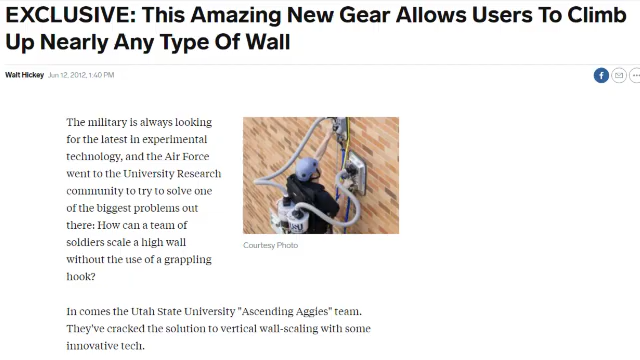 EXCLUSIVE: This Amazing New Gear Allows Users To Climb
Up Nearly Any Type Of Wall
Walt Hickey Jun 12, 2012, 1:40 PM
The military is always looking
for the latest in experimental
technology, and the Air Force
went to the University Research
community to try to solve one
of the biggest problems out
there: How can a team of
soldiers scale a high wall
without the use of a grappling
hook?
Courtesy Photo
In comes the Utah State University "Ascending Aggies" team.
They've cracked the solution to vertical wall-scaling with some
innovative tech.